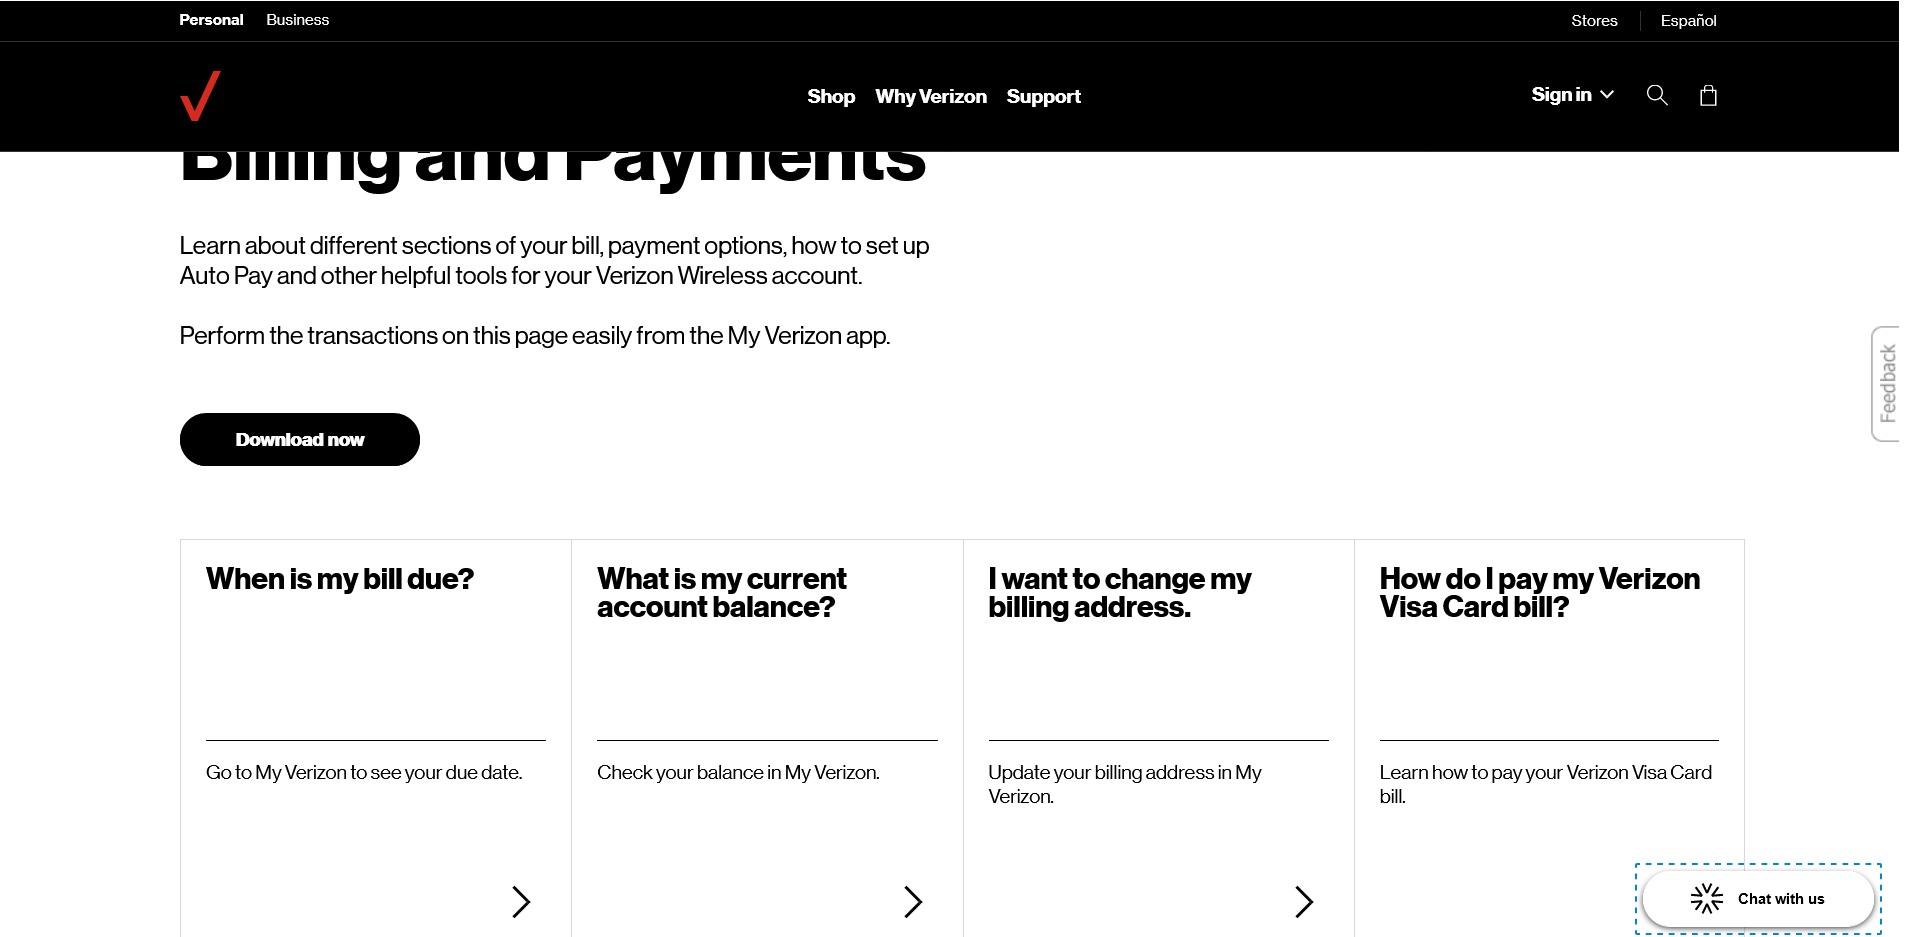 Personal Business Stores Español
Shop Why Verizon Support Sign in
Billing and Payments
Learn about different sections of your bill, payment options, how to set up
Auto Pay and other helpful tools for your Verizon Wireless account.
Perform the transactions on this page easily from the My Verizon app.
Feedback
Download now
When is my bill due?
Go to My Verizon to see your due date.
What is my current
account balance?
Check your balance in My Verizon.
I want to change my
billing address.
Update your billing address in My
Verizon.
How do I pay my Verizon
Visa Card bill?
Learn how to pay your Verizon Visa Card
bill.
Chat with us